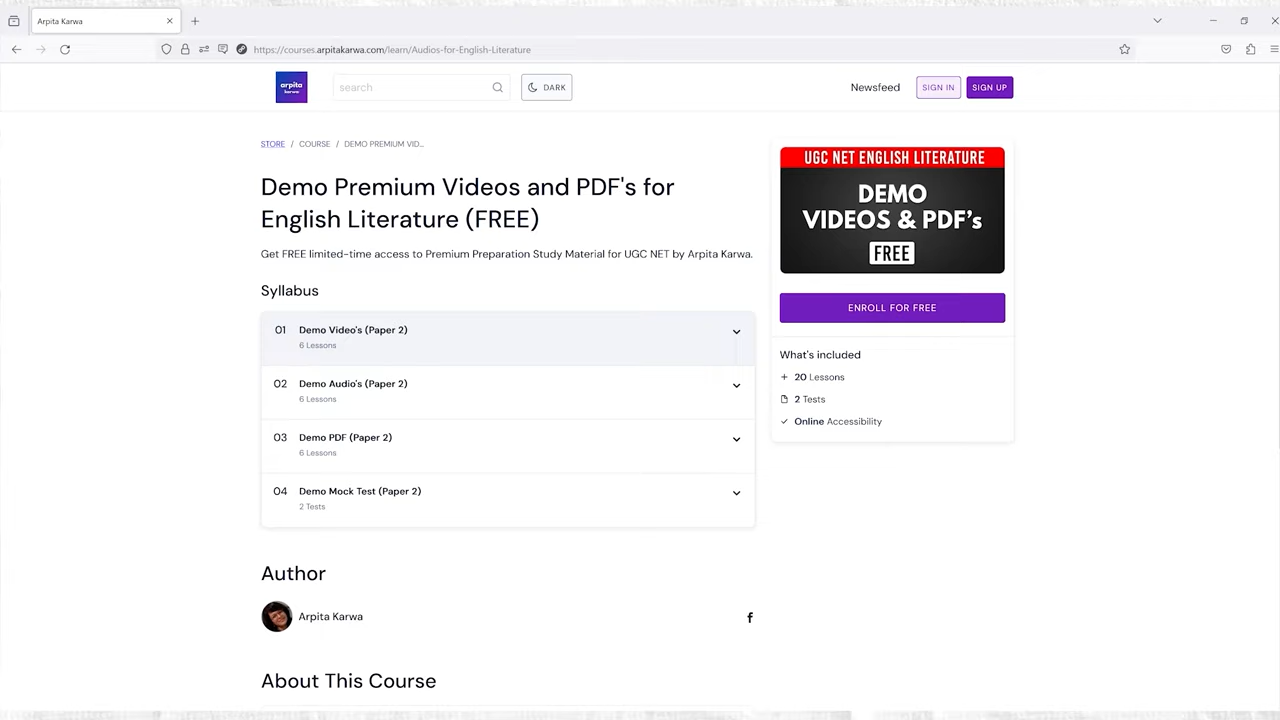 Arpita Karwa
https://courses.arpitakarwa.com/learn/Audios-for-English-Literature
arpita
karwa
search
DARK
Newsfeed
SIGN IN
SIGN UP
STORE / COURSE / DEMO PREMIUM VID...
Demo Premium Videos and PDF's for
English Literature (FREE)
Get FREE limited-time access to Premium Preparation Study Material for UGC NET by Arpita Karwa.
Syllabus
01 Demo Video's (Paper 2)
6 Lessons
02 Demo Audio's (Paper 2)
6 Lessons
03 Demo PDF (Paper 2)
6 Lessons
04 Demo Mock Test (Paper 2)
2 Tests
Author
Arpita Karwa
About This Course
UGC NET ENGLISH LITERATURE
DEMO
VIDEOS & PDF's
FREE
ENROLL FOR FREE
What's included
20 Lessons
2 Tests
Online Accessibility